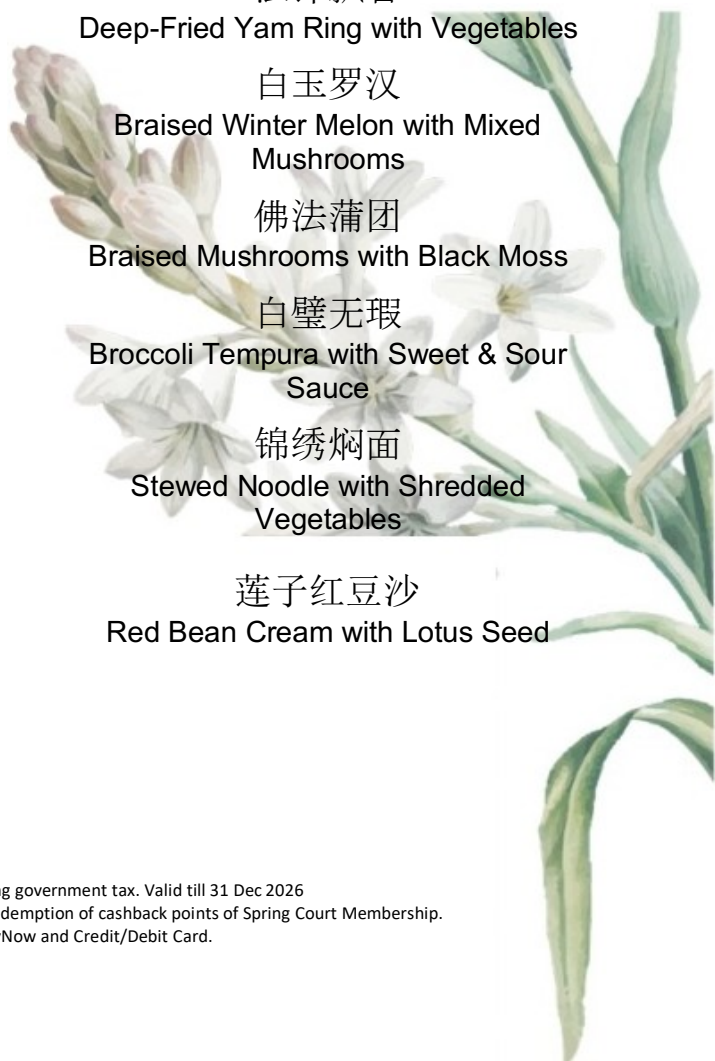 Deep-Fried Yam Ring with Vegetables
白玉罗汉
Braised Winter Melon with Mixed
Mushrooms
佛法蒲团
Braised Mushrooms with Black Moss
白璧无瑕
Broccoli Tempura with Sweet & Sour
Sauce
锦绣焖面
Stewed Noodle with Shredded
Vegetables
莲子红豆沙
Red Bean Cream with Lotus Seed
government tax. Valid till 31 Dec 2026
of cashback points of Spring Court Membership.
and Credit/Debit Card.